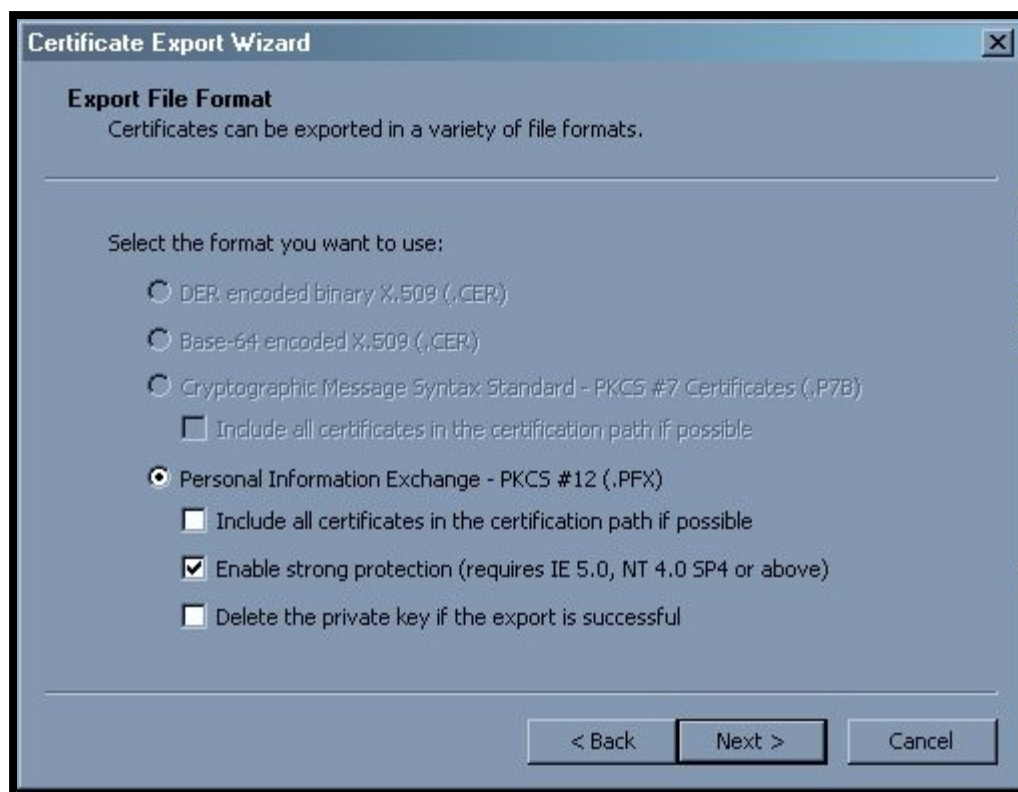 Certificate Export Wizard
Export File Format
Certificates can be exported in a variety of file formats.
Select the format you want to use:
DER encoded binary X.509 (.CER)
Base-64 encoded X.509 (.CER)
Cryptographic Message Syntax Standard - PKCS #7 Certificates (.P7B)
Include all certificates in the certification path if possible
Personal Information Exchange - PKCS #12 (.PFX)
Include all certificates in the certification path if possible
Enable strong protection (requires IE 5.0, NT 4.0 SP4 or above)
Delete the private key if the export is successful
< Back Next > Cancel